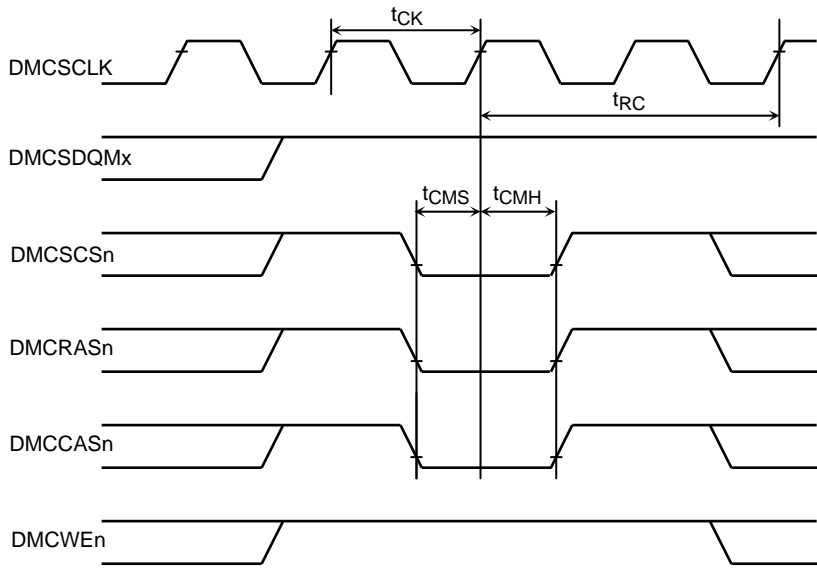 tCK
DMCSCLK
tRC
DMCSDQMx
tCMS tCMH
DMCSCSn
DMCRASn
DMCCASn
DMCWEn